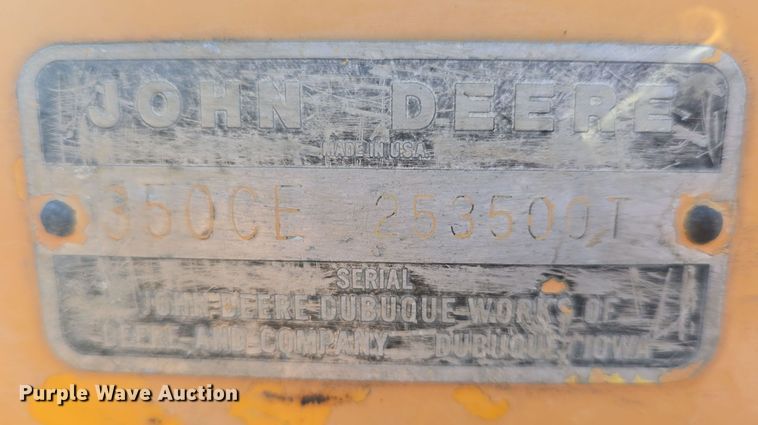 JOHN DEERE
MADE IN U.S.A.
350CE 253500T
SERIAL
JOHN DEERE DUBUQUE WORKS OF
DEERE AND COMPANY DUBUQUE, IOWA
Purple Wave Auction